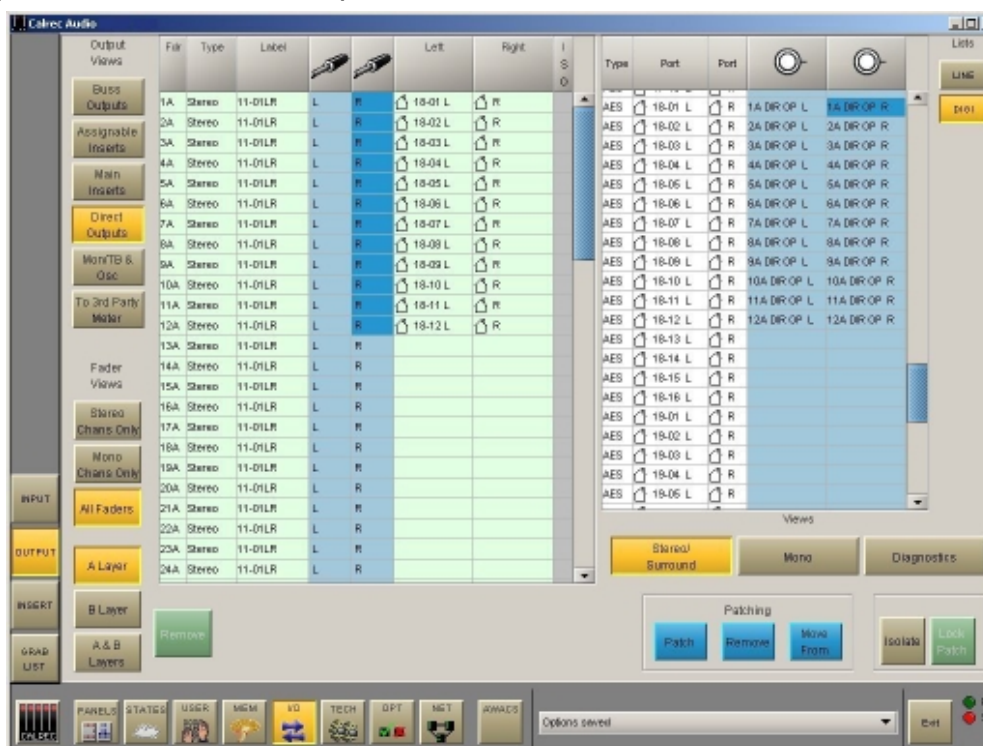 Calrec Audio
Output Views
Buss Outputs
Assignable Inserts
Main Inserts
Direct Outputs
Mon/TB & Osc
To 3rd Party Meter
Fader Views
Stereo Chans Only
Mono Chans Only
All Faders
A Layer
B Layer
A & B Layers
INPUT
OUTPUT
INSERT
GRAB LIST
Fdr Type Label Left Right ISO
1A Stereo 11-01LR L R 18-01 L R
2A Stereo 11-01LR L R 18-02 L R
3A Stereo 11-01LR L R 18-03 L R
4A Stereo 11-01LR L R 18-04 L R
5A Stereo 11-01LR L R 18-05 L R
6A Stereo 11-01LR L R 18-06 L R
7A Stereo 11-01LR L R 18-07 L R
8A Stereo 11-01LR L R 18-08 L R
9A Stereo 11-01LR L R 18-09 L R
10A Stereo 11-01LR L R 18-10 L R
11A Stereo 11-01LR L R 18-11 L R
12A Stereo 11-01LR L R 18-12 L R
13A Stereo 11-01LR L R
14A Stereo 11-01LR L R
15A Stereo 11-01LR L R
16A Stereo 11-01LR L R
17A Stereo 11-01LR L R
18A Stereo 11-01LR L R
19A Stereo 11-01LR L R
20A Stereo 11-01LR L R
21A Stereo 11-01LR L R
22A Stereo 11-01LR L R
23A Stereo 11-01LR L R
24A Stereo 11-01LR L R
Remove
Type Port Port
AES 18-01 L R 1A DIR OP L 1A DIR OP R
AES 18-02 L R 2A DIR OP L 2A DIR OP R
AES 18-03 L R 3A DIR OP L 3A DIR OP R
AES 18-04 L R 4A DIR OP L 4A DIR OP R
AES 18-05 L R 5A DIR OP L 5A DIR OP R
AES 18-06 L R 6A DIR OP L 6A DIR OP R
AES 18-07 L R 7A DIR OP L 7A DIR OP R
AES 18-08 L R 8A DIR OP L 8A DIR OP R
AES 18-09 L R 9A DIR OP L 9A DIR OP R
AES 18-10 L R 10A DIR OP L 10A DIR OP R
AES 18-11 L R 11A DIR OP L 11A DIR OP R
AES 18-12 L R 12A DIR OP L 12A DIR OP R
AES 18-13 L R
AES 18-14 L R
AES 18-15 L R
AES 18-16 L R
AES 19-01 L R
AES 19-02 L R
AES 19-03 L R
AES 19-04 L R
AES 19-05 L R
Lists
LINE
DIGI
Views
Stereo/ Surround
Mono
Diagnostics
Patching
Patch
Remove
Move From
Isolate
Lock Patch
CALREC
PANELS
STATES
USER
MEM
I/O
TECH
OPT
NET
AWACS
Options saved
Exit